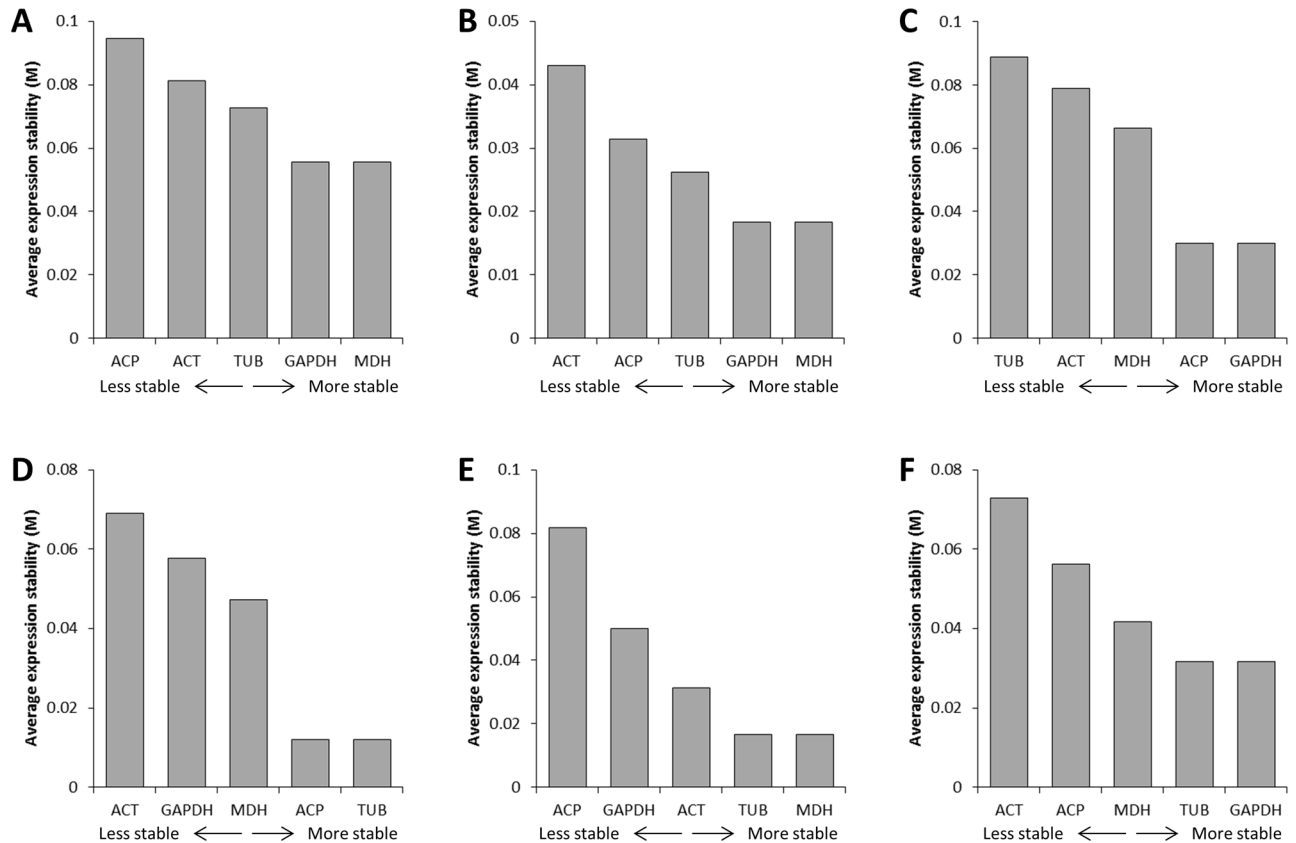 A
Average expression stability (M)
0.1
0.08
0.06
0.04
0.02
0
ACP ACT TUB GAPDH MDH
Less stable More stable
B
Average expression stability (M)
0.05
0.04
0.03
0.02
0.01
0
ACT ACP TUB GAPDH MDH
Less stable More stable
C
Average expression stability (M)
0.1
0.08
0.06
0.04
0.02
0
TUB ACT MDH ACP GAPDH
Less stable More stable
D
Average expression stability (M)
0.08
0.06
0.04
0.02
0
ACT GAPDH MDH ACP TUB
Less stable More stable
E
Average expression stability (M)
0.1
0.08
0.06
0.04
0.02
0
ACP GAPDH ACT TUB MDH
Less stable More stable
F
Average expression stability (M)
0.08
0.06
0.04
0.02
0
ACT ACP MDH TUB GAPDH
Less stable More stable